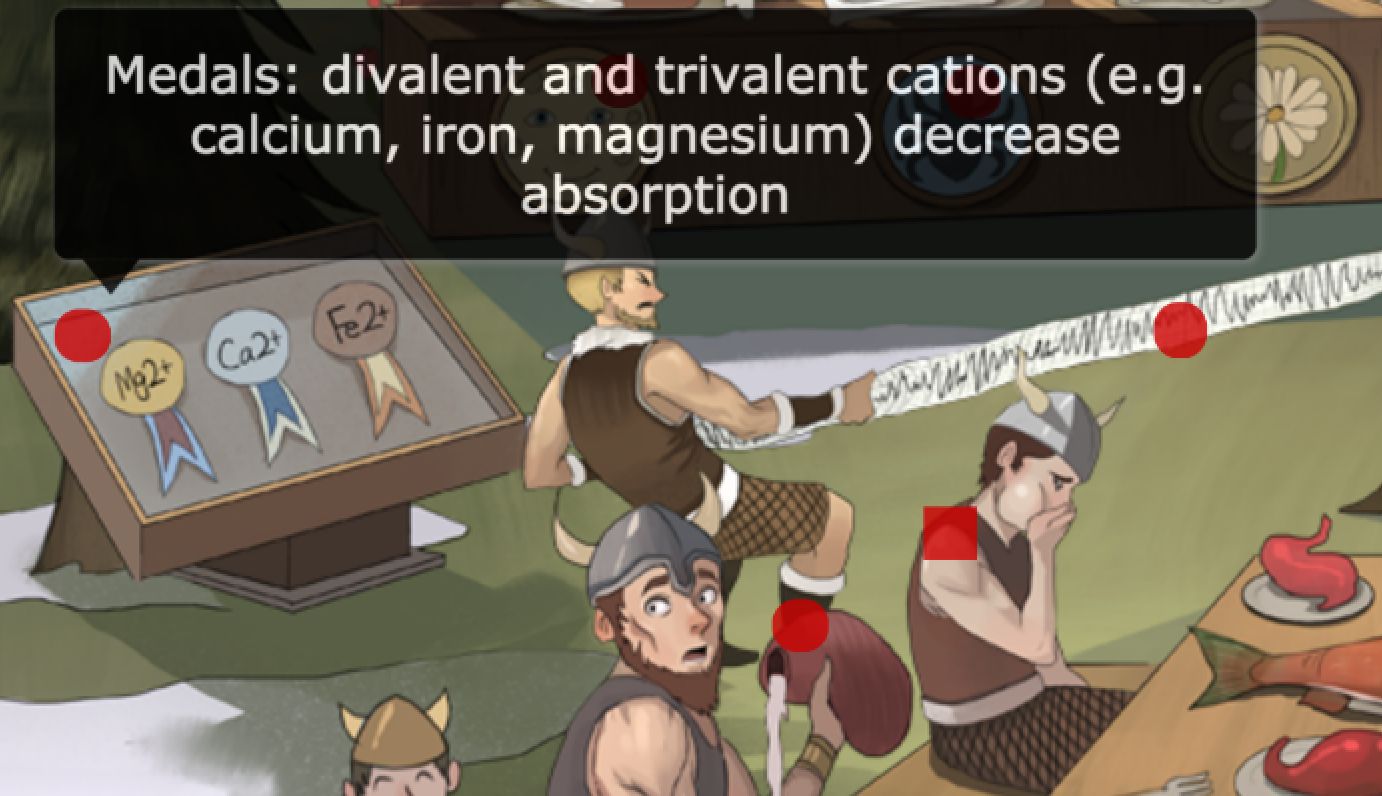 Medals: divalent and trivalent cations (e.g.
calcium, iron, magnesium) decrease
absorption
Mg2+
Ca2+
Fe2+